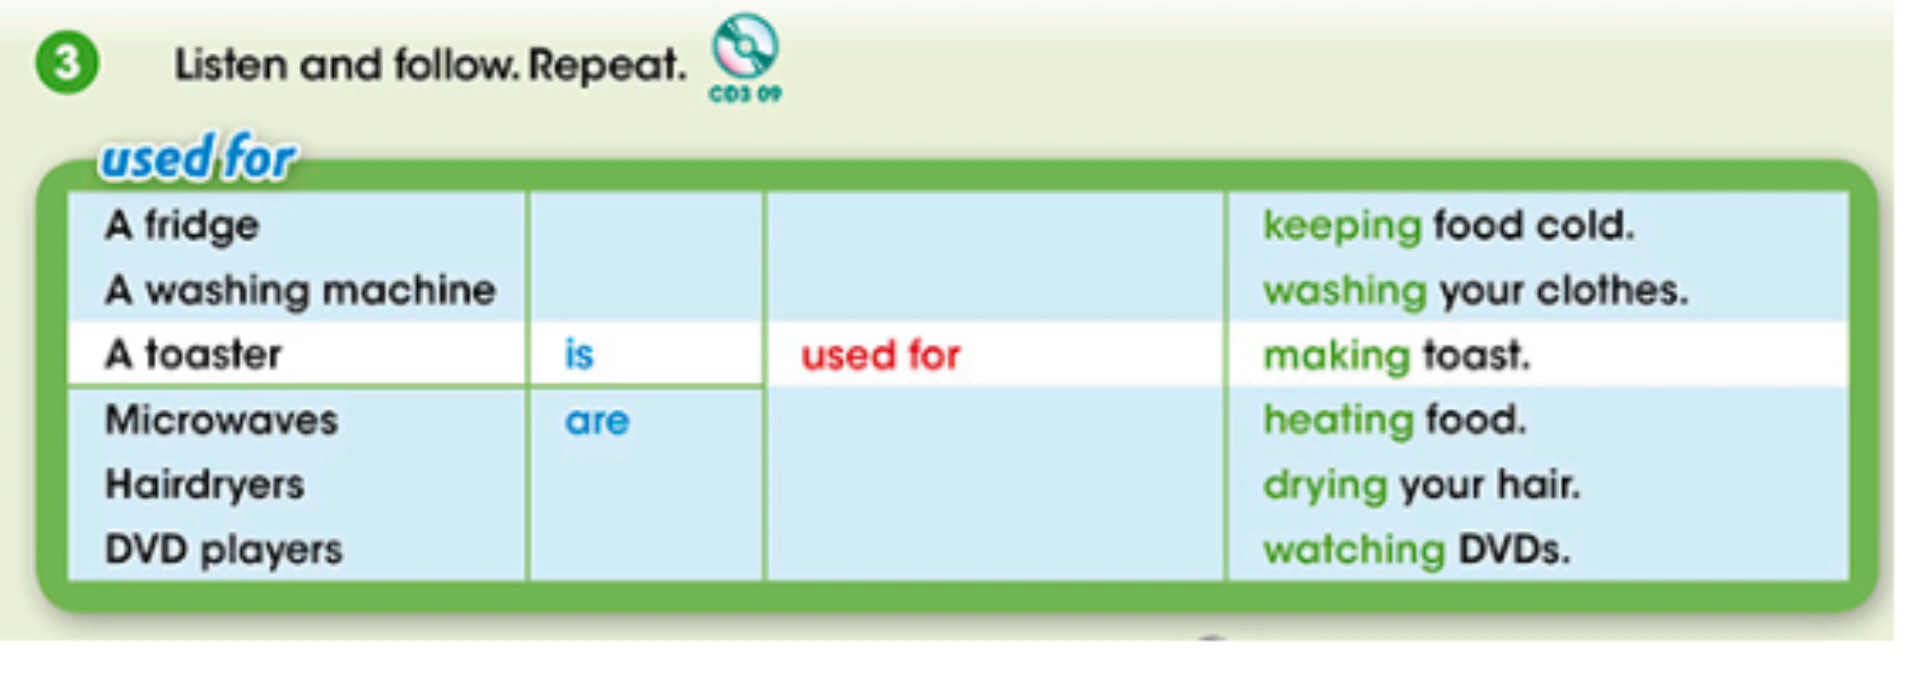 3 Listen and follow. Repeat.
CD3 09
used for
A fridge keeping food cold.
A washing machine washing your clothes.
A toaster is used for making toast.
Microwaves are heating food.
Hairdryers drying your hair.
DVD players watching DVDs.